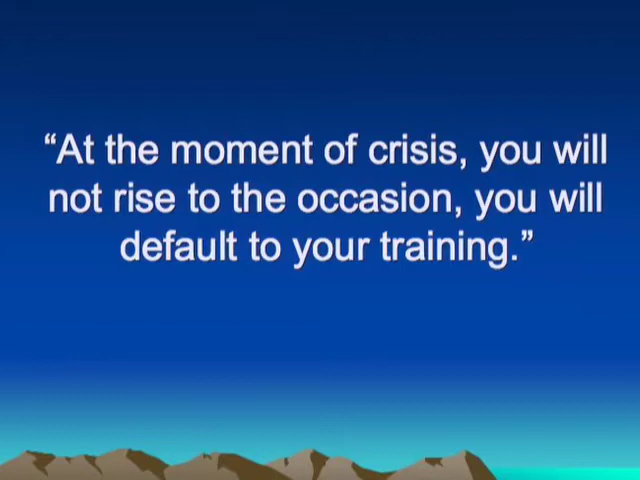 “At the moment of crisis, you will
not rise to the occasion, you will
default to your training.”